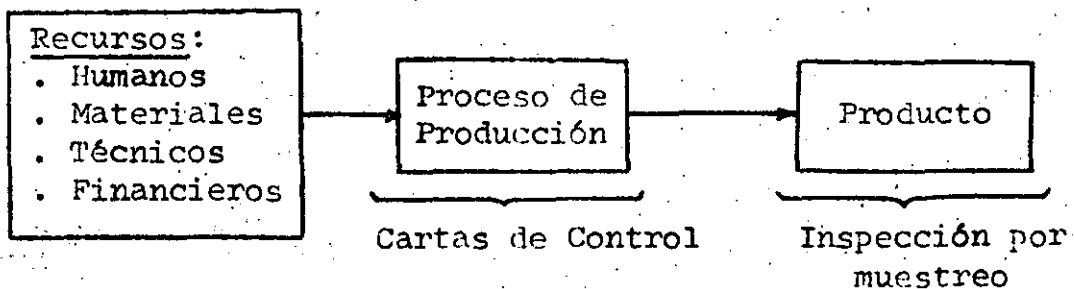 Recursos:
. Humanos
. Materiales
. Técnicos
. Financieros
Proceso de
Producción
Producto
Cartas de Control
Inspección por
muestreo